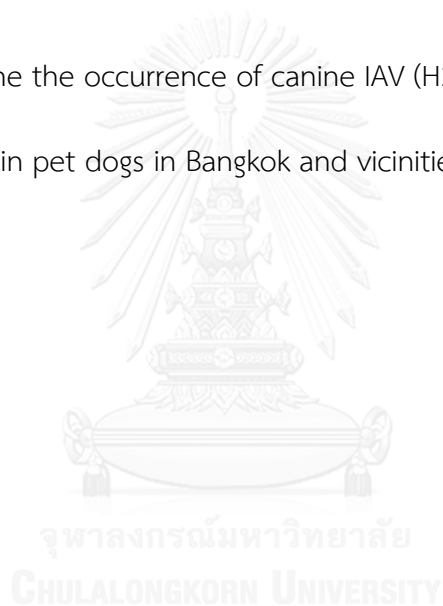 ne the occurrence of canine IAV (H
in pet dogs in Bangkok and vicinitie
จุฬาลงกรณ์มหาวิทยาลัย
CHULALONGKORN UNIVERSITY